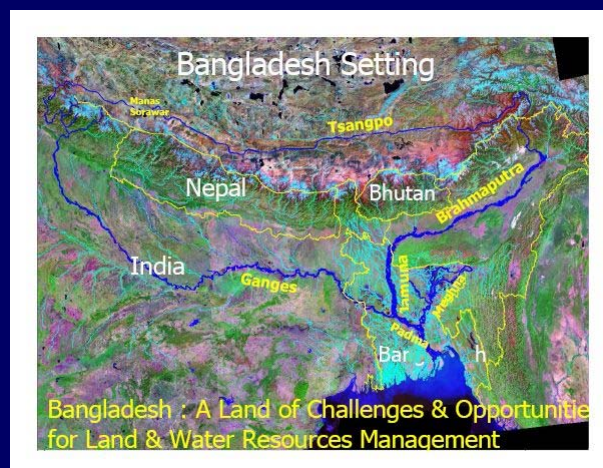 Bangladesh Setting
Manas
Sorawar
Tsangpo
Nepal
Bhutan
Brahmaputra
India
Ganges
Jamuna
Meghna
Padma
Bangladesh : A Land of Challenges & Opportunitie
for Land & Water Resources Management